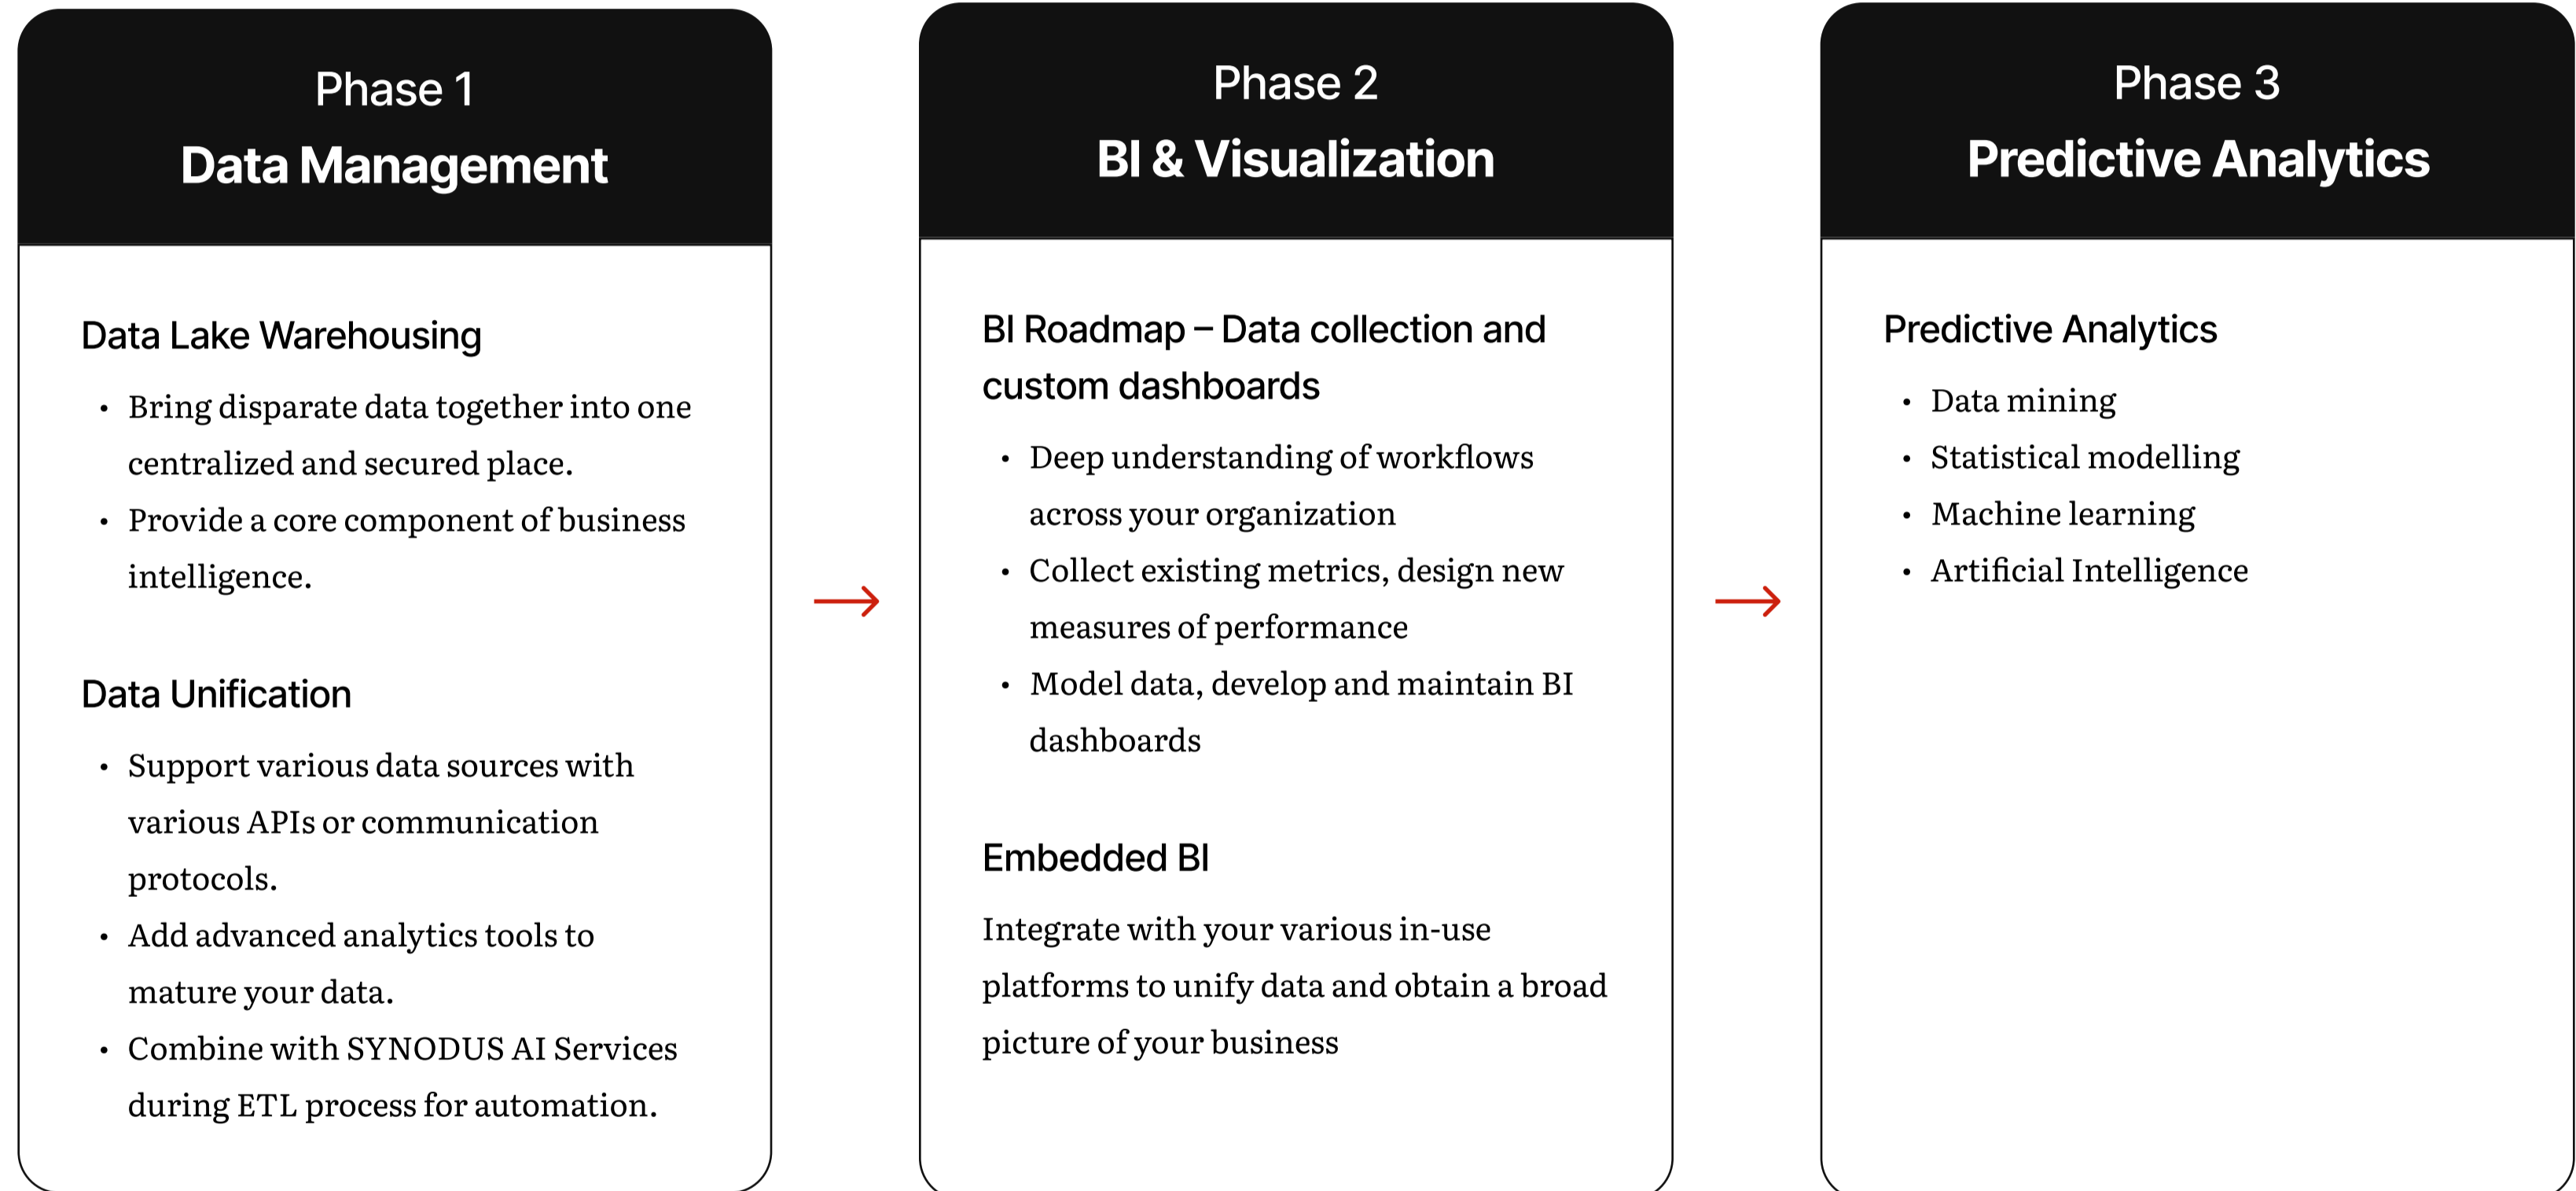 Phase 1
Data Management
Data Lake Warehousing
• Bring disparate data together into one
centralized and secured place.
• Provide a core component of business
intelligence.
Data Unification
• Support various data sources with
various APIs or communication
protocols.
• Add advanced analytics tools to
mature your data.
• Combine with SYNODUS AI Services
during ETL process for automation.
Phase 2
BI & Visualization
BI Roadmap – Data collection and
custom dashboards
• Deep understanding of workflows
across your organization
• Collect existing metrics, design new
measures of performance
• Model data, develop and maintain BI
dashboards
Embedded BI
Integrate with your various in-use
platforms to unify data and obtain a broad
picture of your business
Phase 3
Predictive Analytics
Predictive Analytics
• Data mining
• Statistical modelling
• Machine learning
• Artificial Intelligence